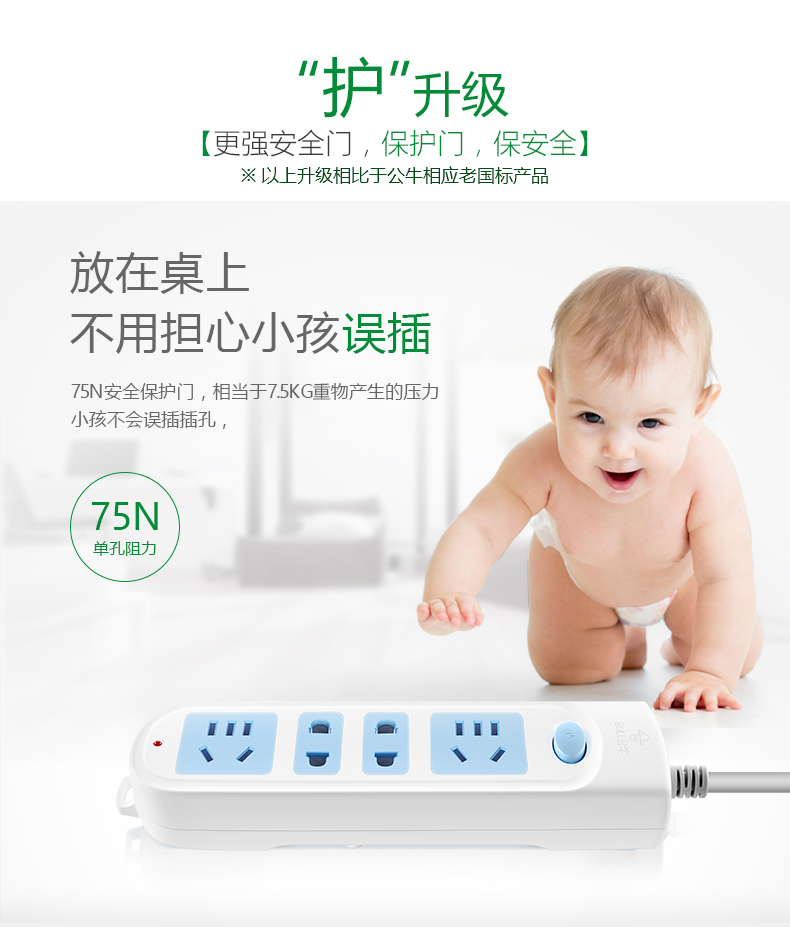 “护”升级
【更强安全门，保护门，保安全】
※ 以上升级相比于公牛相应老国标产品
放在桌上
不用担心小孩误插
75N安全保护门，相当于7.5KG重物产生的压力
小孩不会误插插孔，
75N
单孔阻力